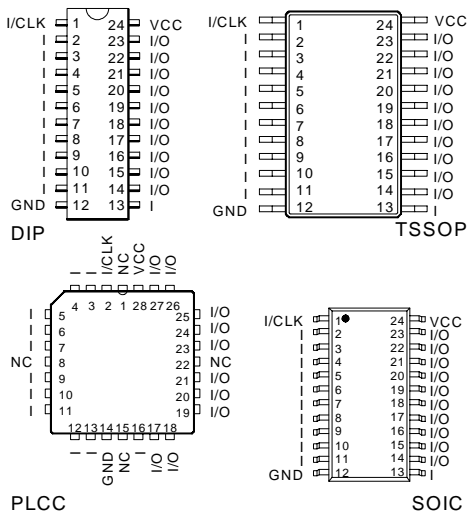 I/CLK 1 24 VCC
I 2 23 I/O
I 3 22 I/O
I 4 21 I/O
I 5 20 I/O
I 6 19 I/O
I 7 18 I/O
I 8 17 I/O
I 9 16 I/O
I 10 15 I/O
I 11 14 I/O
GND 12 13 I
DIP
I/CLK 1 24 VCC
I 2 23 I/O
I 3 22 I/O
I 4 21 I/O
I 5 20 I/O
I 6 19 I/O
I 7 18 I/O
I 8 17 I/O
I 9 16 I/O
I 10 15 I/O
I 11 14 I/O
GND 12 13 I
TSSOP
I I I/CLK NC VCC I/O I/O
4 3 2 1 28 27 26
I 5 25 I/O
I 6 24 I/O
I 7 23 I/O
NC 8 22 NC
I 9 21 I/O
I 10 20 I/O
I 11 19 I/O
12 13 14 15 16 17 18
I I GND NC I I/O I/O
PLCC
I/CLK 1 24 VCC
I 2 23 I/O
I 3 22 I/O
I 4 21 I/O
I 5 20 I/O
I 6 19 I/O
I 7 18 I/O
I 8 17 I/O
I 9 16 I/O
I 10 15 I/O
I 11 14 I/O
GND 12 13 I
SOIC